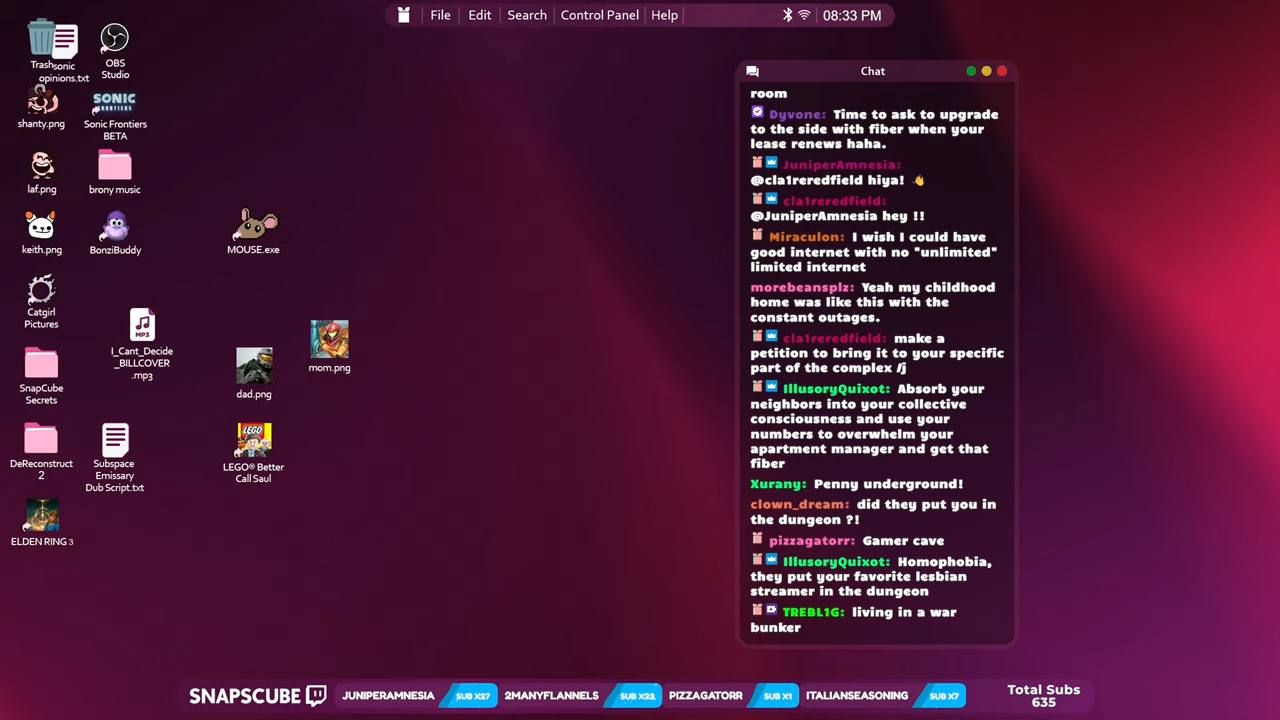 File
Edit
Search
Control Panel
Help
08:33 PM
Trash
sonic
opinions.txt
OBS
Studio
shanty.png
SONIC
FRONTIERS
Sonic Frontiers
BETA
laf.png
brony music
keith.png
BonziBuddy
MOUSE.exe
Catgirl
Pictures
MP3
I_Cant_Decide
_BILLCOVER
.mp3
mom.png
SnapCube
Secrets
dad.png
DeReconstruct
2
Subspace
Emissary
Dub Script.txt
LEGO
LEGO® Better
Call Saul
ELDEN RING 3
Chat
room
Dyvone: Time to ask to upgrade
to the side with fiber when your
lease renews haha.
JuniperAmnesia:
@cla1reredfield hiya!
cla1reredfield:
@JuniperAmnesia hey !!
Miraculon: I wish I could have
good internet with no "unlimited"
limited internet
morebeansplz: Yeah my childhood
home was like this with the
constant outages.
cla1reredfield: make a
petition to bring it to your specific
part of the complex /j
IllusoryQuixot: Absorb your
neighbors into your collective
consciousness and use your
numbers to overwhelm your
apartment manager and get that
fiber
Xurany: Penny underground!
clown_dream: did they put you in
the dungeon ?!
pizzagatorr: Gamer cave
IllusoryQuixot: Homophobia,
they put your favorite lesbian
streamer in the dungeon
TREBL1G: living in a war
bunker
SNAPSCUBE
JUNIPERAMNESIA
SUB X27
2MANYFLANNELS
SUB X23
PIZZAGATORR
SUB X1
ITALIANSEASONING
SUB X7
Total Subs
635